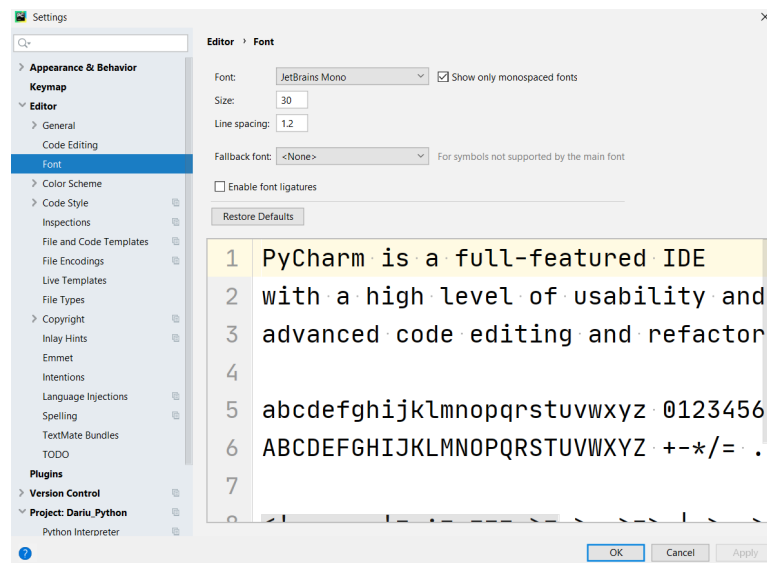 Settings
Editor › Font
Appearance & Behavior
Keymap
Editor
General
Code Editing
Font
Color Scheme
Code Style
Inspections
File and Code Templates
File Encodings
Live Templates
File Types
Copyright
Inlay Hints
Emmet
Intentions
Language Injections
Spelling
TextMate Bundles
TODO
Plugins
Version Control
Project: Dariu_Python
Python Interpreter
Font: JetBrains Mono Show only monospaced fonts
Size: 30
Line spacing: 1.2
Fallback font: <None> For symbols not supported by the main font
Enable font ligatures
Restore Defaults
1 PyCharm is a full-featured IDE
2 with a high level of usability and
3 advanced code editing and refactor
4
5 abcdefghijklmnopqrstuvwxyz 0123456
6 ABCDEFGHIJKLMNOPQRSTUVWXYZ +-*/= .
7
? OK Cancel Apply